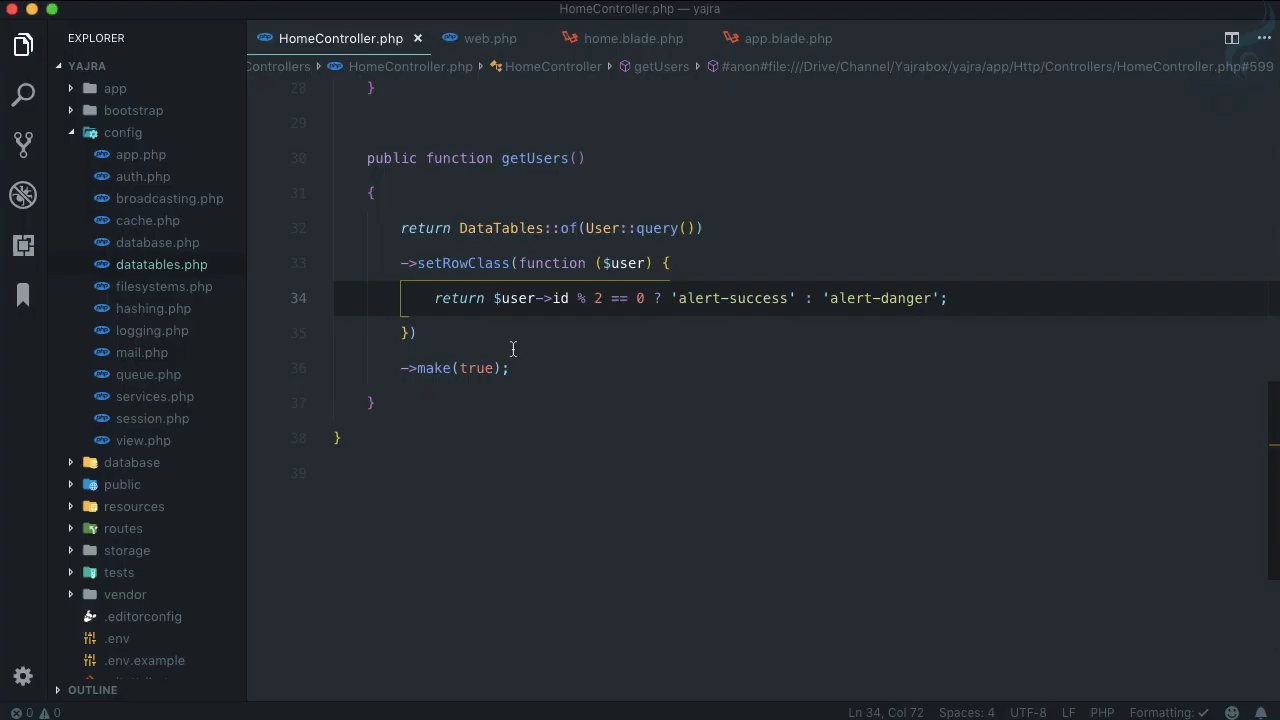 HomeController.php — yajra
EXPLORER
HomeController.php
web.php
home.blade.php
app.blade.php
YAJRA
Controllers
HomeController.php
HomeController
getUsers
#anon#file:///Drive/Channel/Yajrabox/yajra/app/Http/Controllers/HomeController.php#599
app
bootstrap
config
app.php
auth.php
broadcasting.php
cache.php
database.php
datatables.php
filesystems.php
hashing.php
logging.php
mail.php
queue.php
services.php
session.php
view.php
database
public
resources
routes
storage
tests
vendor
.editorconfig
.env
.env.example
OUTLINE
28 }
29
30 public function getUsers()
31 {
32 return DataTables::of(User::query())
33 ->setRowClass(function ($user) {
34 return $user->id % 2 == 0 ? 'alert-success' : 'alert-danger';
35 })
36 ->make(true);
37 }
38 }
39
0 0
Ln 34, Col 72
Spaces: 4
UTF-8
LF
PHP
Formatting: ✓